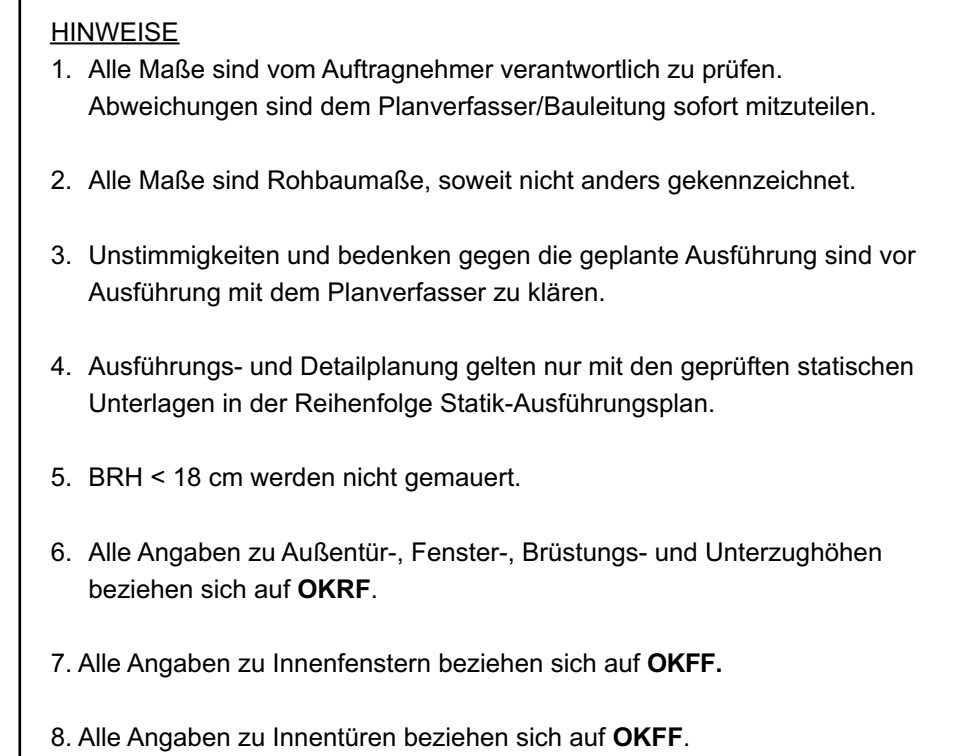 HINWEISE
1. Alle Maße sind vom Auftragnehmer verantwortlich zu prüfen.
Abweichungen sind dem Planverfasser/Bauleitung sofort mitzuteilen.
2. Alle Maße sind Rohbaumaße, soweit nicht anders gekennzeichnet.
3. Unstimmigkeiten und bedenken gegen die geplante Ausführung sind vor
Ausführung mit dem Planverfasser zu klären.
4. Ausführungs- und Detailplanung gelten nur mit den geprüften statischen
Unterlagen in der Reihenfolge Statik-Ausführungsplan.
5. BRH < 18 cm werden nicht gemauert.
6. Alle Angaben zu Außentür-, Fenster-, Brüstungs- und Unterzughöhen
beziehen sich auf OKRF.
7. Alle Angaben zu Innenfenstern beziehen sich auf OKFF.
8. Alle Angaben zu Innentüren beziehen sich auf OKFF.